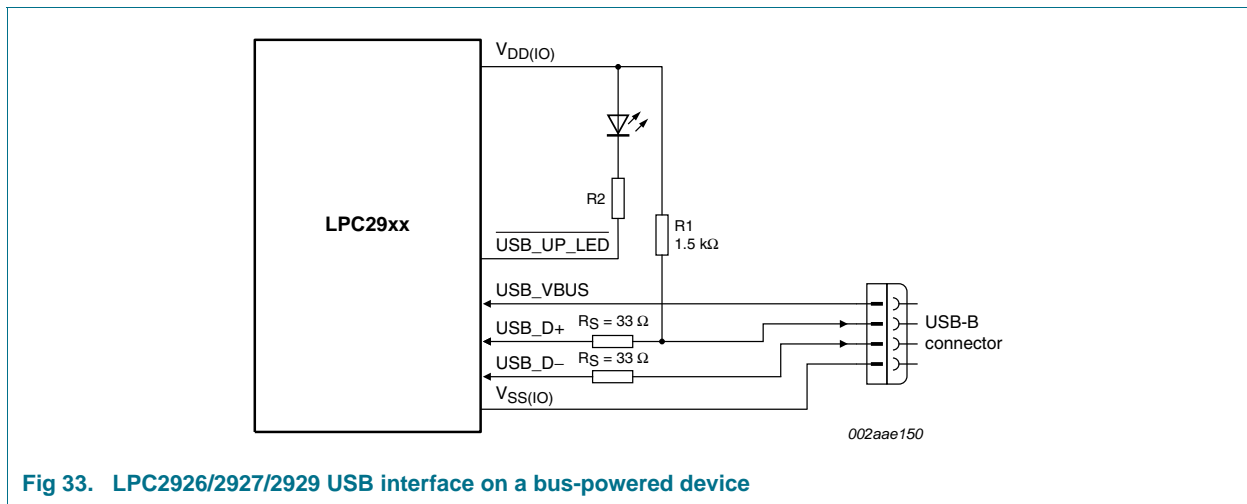 VDD(IO)
R2
R1
1.5 kΩ
LPC29xx
USB_UP_LED
USB_VBUS
USB_D+
RS = 33 Ω
USB-B
connector
USB_D−
RS = 33 Ω
VSS(IO)
002aae150
Fig 33. LPC2926/2927/2929 USB interface on a bus-powered device